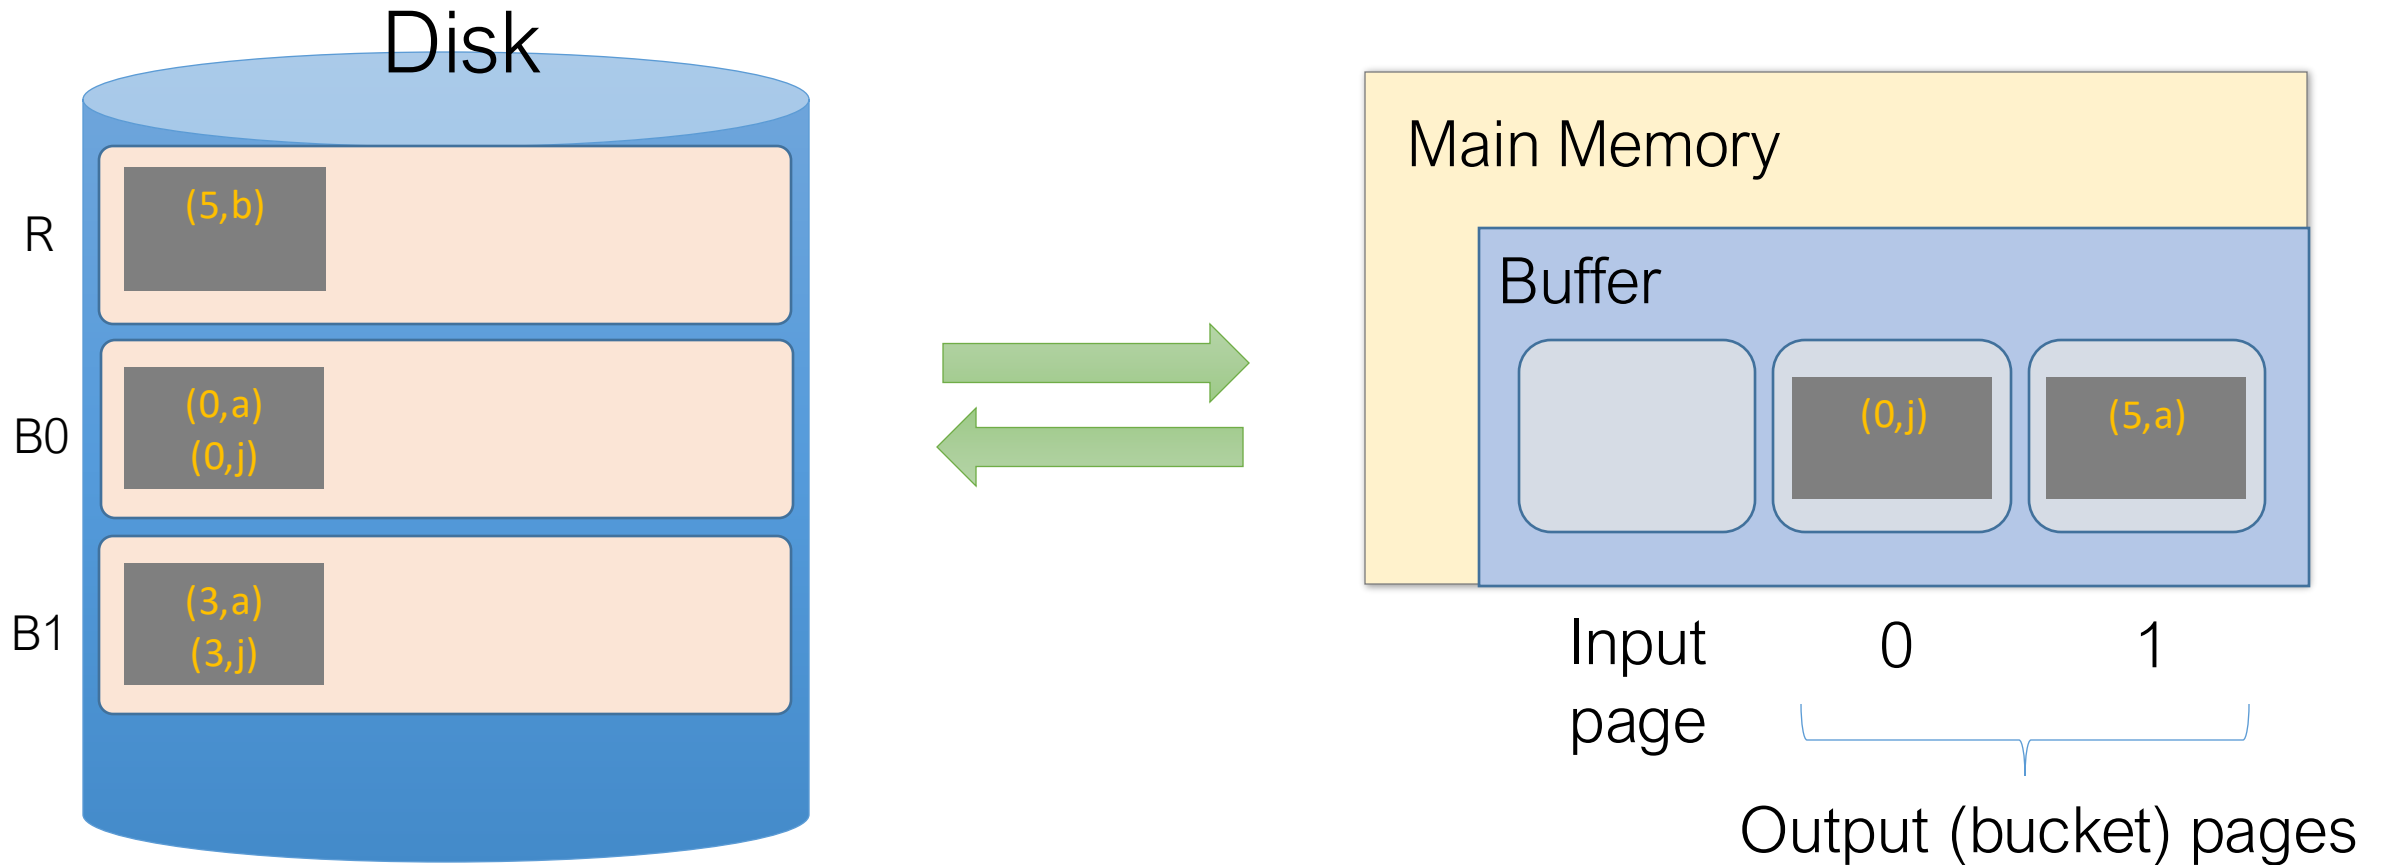 Disk
R
(5,b)
B0
(0,a)
(0,j)
B1
(3,a)
(3,j)
Main Memory
Buffer
(0,j)
(5,a)
Input
page
0
1
Output (bucket) pages